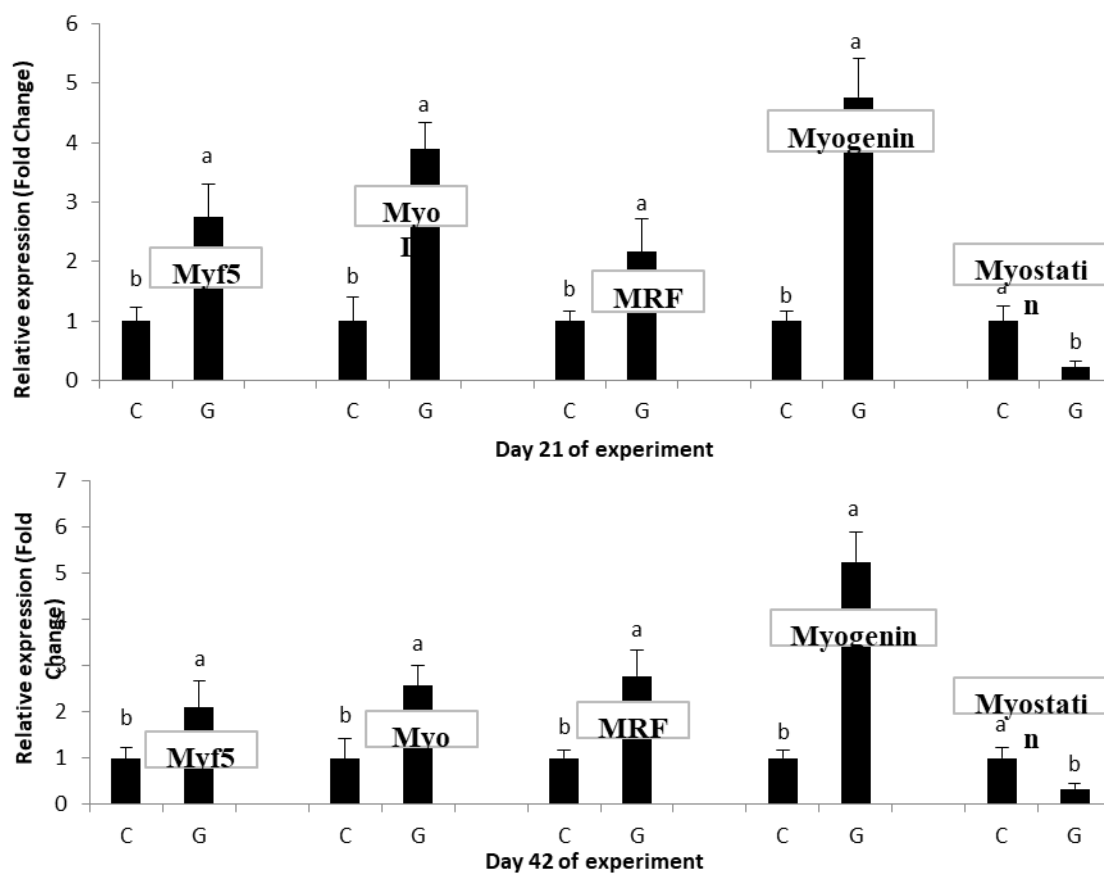 Relative expression (Fold Change)
6
5
4
3
2
1
0
b
a
b
a
b
a
b
a
a
b
Myf5
Myo
MRF
Myogenin
Myostati
n
C
G
C
G
C
G
C
G
C
G
Day 21 of experiment
Relative expression (Fold
Change)
7
6
5
4
3
2
1
0
b
a
b
a
b
a
b
a
a
b
Myf5
Myo
MRF
Myogenin
Myostati
n
C
G
C
G
C
G
C
G
C
G
Day 42 of experiment